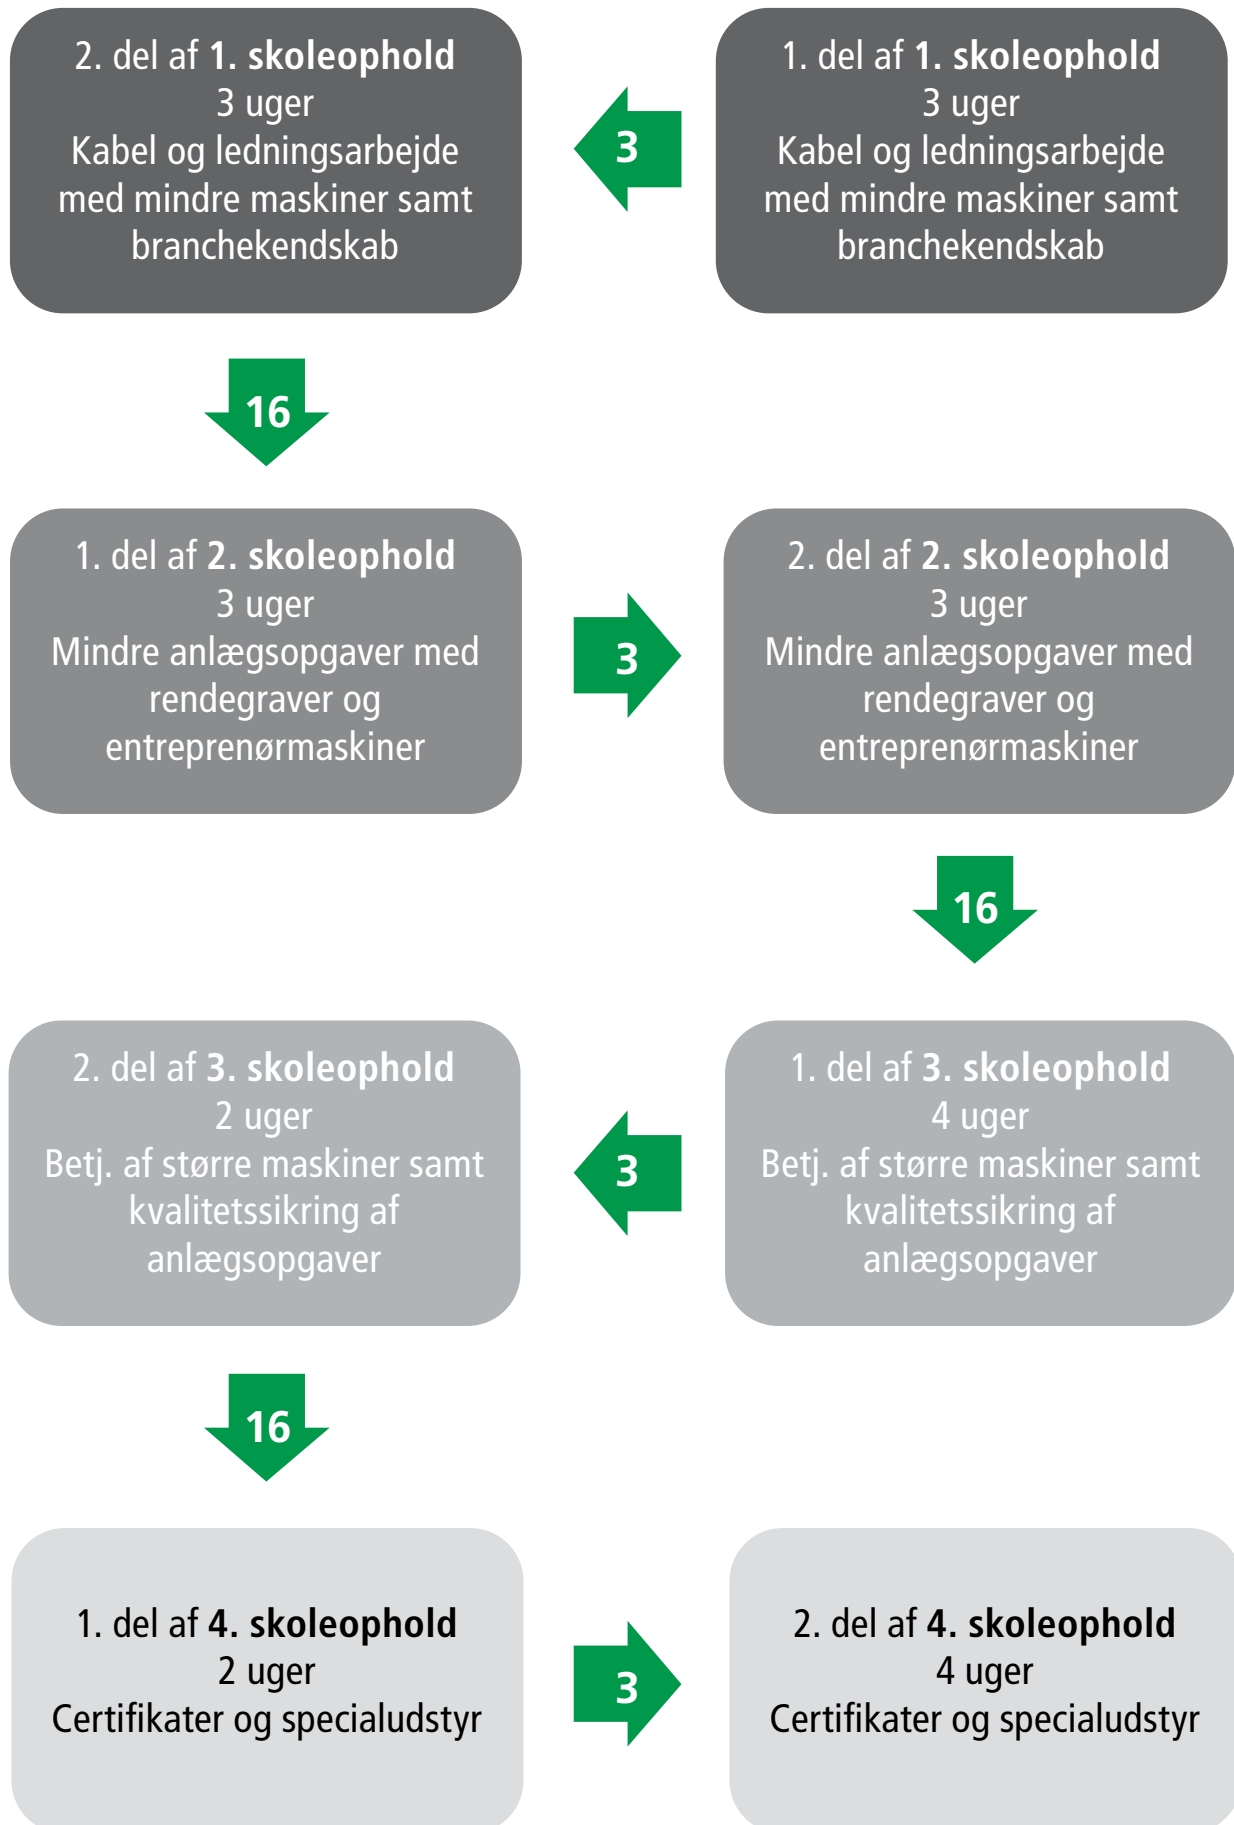 2. del af 1. skoleophold
3 uger
Kabel og ledningsarbejde
med mindre maskiner samt
branchekendskab
3
1. del af 1. skoleophold
3 uger
Kabel og ledningsarbejde
med mindre maskiner samt
branchekendskab
16
1. del af 2. skoleophold
3 uger
Mindre anlægsopgaver med
rendegraver og
entreprenørmaskiner
3
2. del af 2. skoleophold
3 uger
Mindre anlægsopgaver med
rendegraver og
entreprenørmaskiner
16
2. del af 3. skoleophold
2 uger
Betj. af større maskiner samt
kvalitetssikring af
anlægsopgaver
3
1. del af 3. skoleophold
4 uger
Betj. af større maskiner samt
kvalitetssikring af
anlægsopgaver
16
1. del af 4. skoleophold
2 uger
Certifikater og specialudstyr
3
2. del af 4. skoleophold
4 uger
Certifikater og specialudstyr